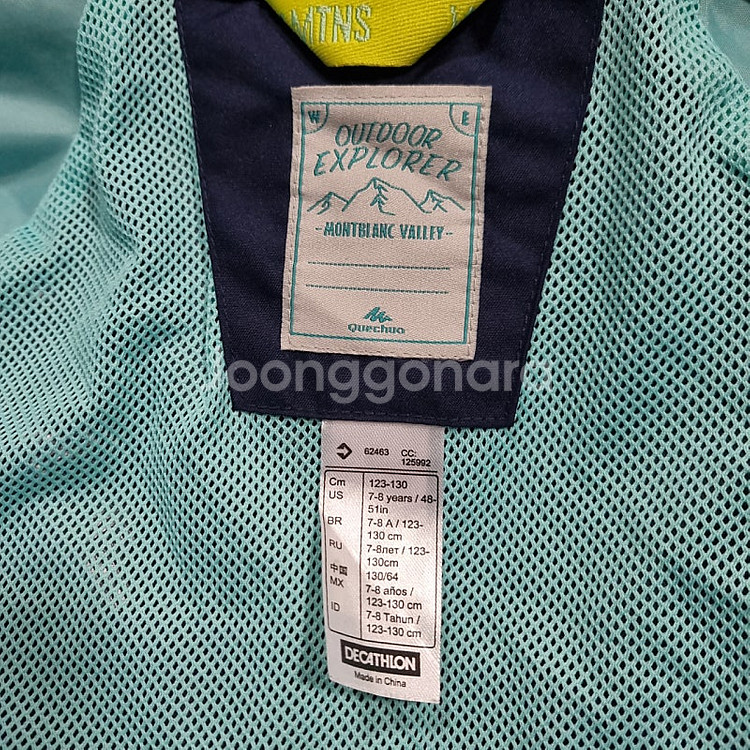 MTNS
W E
OUTDOOR
EXPLORER
-MONTBLANC VALLEY-
Quechua
joonggonara
62463 CC:
125992
Cm 123-130
US 7-8 years / 48-
51in
BR 7-8 A / 123-
130 cm
RU 7-8лет / 123-
130cm
中国 130/64
MX 7-8 años /
123-130 cm
ID 7-8 Tahun /
123-130 cm
DECATHLON
Made in China